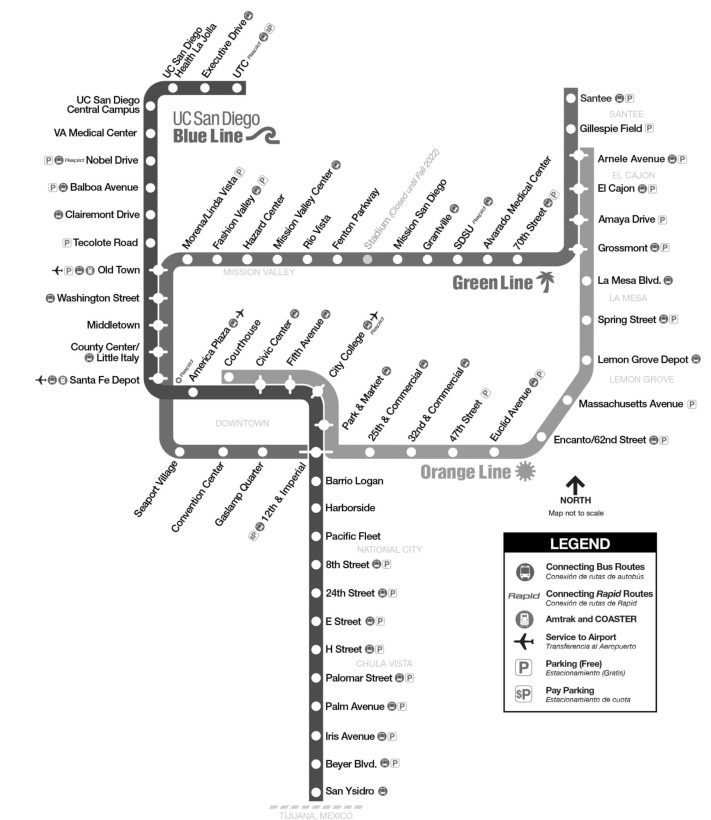 UC San Diego
Health La Jolla
Executive Drive
UTC Rapid $P
UC San Diego
Central Campus
VA Medical Center
P Rapid Nobel Drive
P Balboa Avenue
Clairemont Drive
P Tecolote Road
P Old Town
Washington Street
Middletown
County Center/
Little Italy
Santa Fe Depot
UC San Diego
Blue Line
Morena/Linda Vista P
Fashion Valley P
Hazard Center
Mission Valley Center
Rio Vista
Fenton Parkway
Stadium (Closed until Fall 2022)
Mission San Diego
Grantville
SDSU Rapid
Alvarado Medical Center
70th Street P
MISSION VALLEY
Green Line
Santee P
SANTEE
Gillespie Field P
Arnele Avenue P
EL CAJON
El Cajon P
Amaya Drive P
Grossmont P
La Mesa Blvd.
LA MESA
Spring Street P
Lemon Grove Depot
LEMON GROVE
Massachusetts Avenue P
Encanto/62nd Street P
Rapid
America Plaza
Courthouse
Civic Center
Fifth Avenue
City College
Rapid
Park & Market
25th & Commercial
32nd & Commercial
47th Street P
Euclid Avenue P
DOWNTOWN
Orange Line
Seaport Village
Convention Center
Gaslamp Quarter
$P 12th & Imperial
Barrio Logan
Harborside
Pacific Fleet
NATIONAL CITY
8th Street P
24th Street P
E Street P
H Street P
CHULA VISTA
Palomar Street P
Palm Avenue P
Iris Avenue P
Beyer Blvd. P
San Ysidro
TIJUANA, MEXICO
NORTH
Map not to scale
LEGEND
Connecting Bus Routes
Conexión de rutas de autobús
Rapid Connecting Rapid Routes
Conexión de rutas de Rapid
Amtrak and COASTER
Service to Airport
Transferencia al Aeropuerto
P Parking (Free)
Estacionamiento (Gratis)
$P Pay Parking
Estacionamiento de cuota